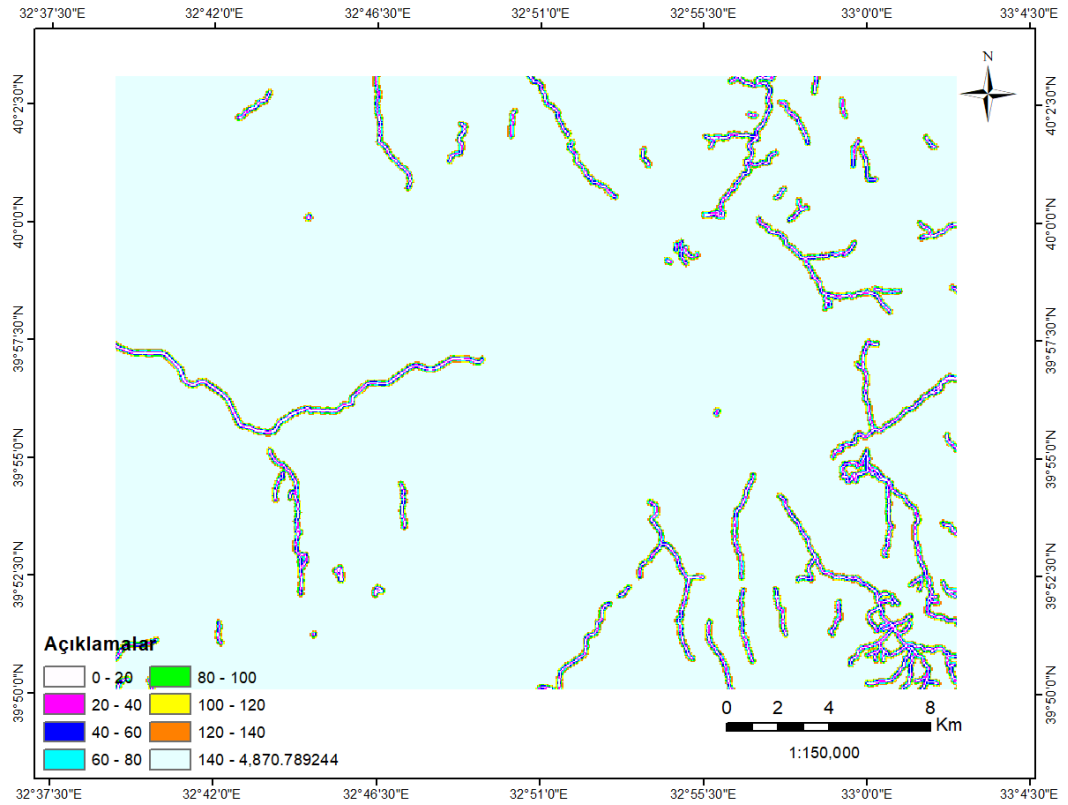 32°37'30"E 32°42'0"E 32°46'30"E 32°51'0"E 32°55'30"E 33°0'0"E 33°4'30"E
N
40°2'30"N 40°2'30"N
40°0'0"N 40°0'0"N
39°57'30"N 39°57'30"N
39°55'0"N 39°55'0"N
39°52'30"N 39°52'30"N
39°50'0"N 39°50'0"N
Açıklamalar
0 - 20 80 - 100
20 - 40 100 - 120
40 - 60 120 - 140
60 - 80 140 - 4,870.789244
0 2 4 8
Km
1:150,000
32°37'30"E 32°42'0"E 32°46'30"E 32°51'0"E 32°55'30"E 33°0'0"E 33°4'30"E